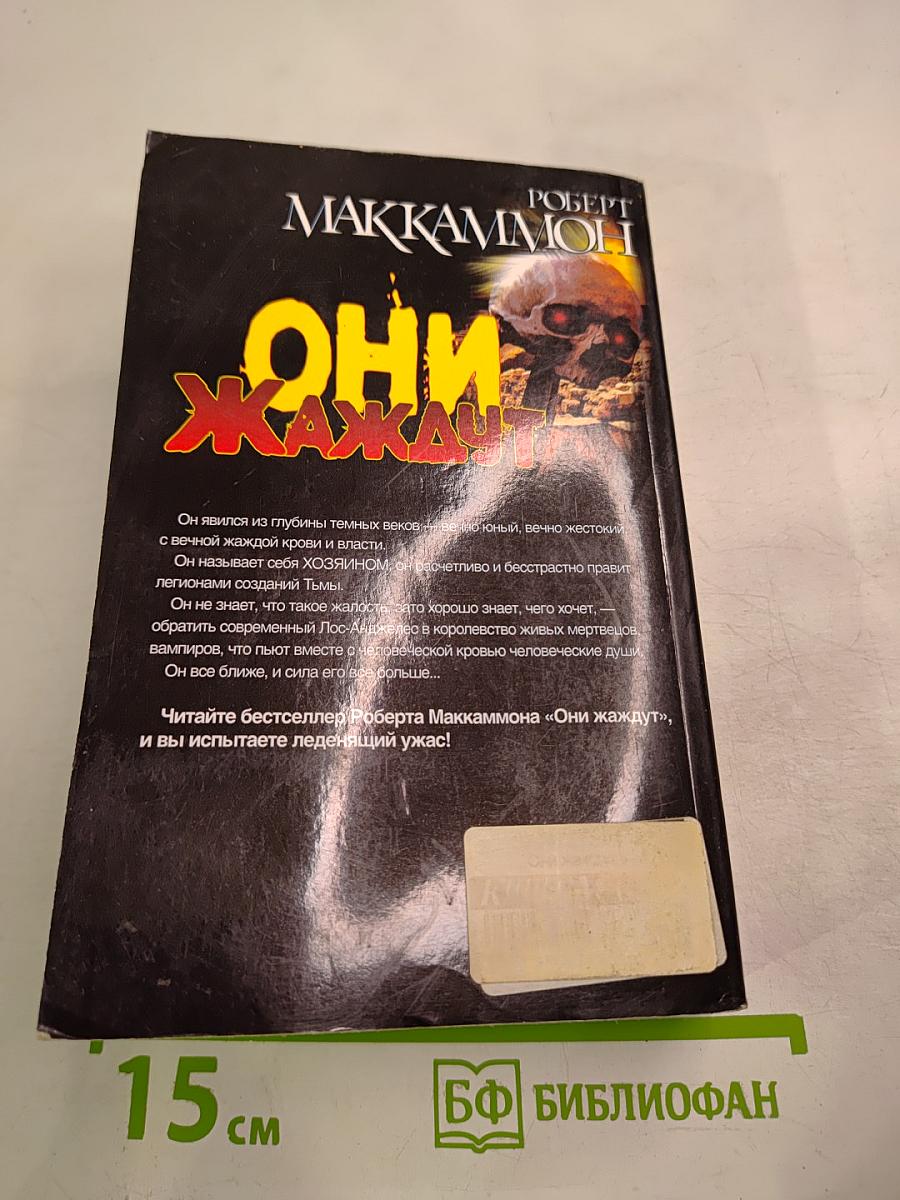 РОБЕРТ
МАККАММОН
ОНИ
ЖАЖДУТ
Он явился из глубины темных веков — вечно юный, вечно жестокий,
с вечной жаждой крови и власти.
Он называет себя ХОЗЯИНОМ, он расчетливо и бесстрастно правит
легионами созданий Тьмы.
Он не знает, что такое жалость, зато хорошо знает, чего хочет, —
обратить современный Лос-Анджелес в королевство живых мертвецов,
вампиров, что пьют вместе с человеческой кровью человеческие души.
Он все ближе, и сила его все больше...
Читайте бестселлер Роберта Маккаммона «Они жаждут»,
и вы испытаете леденящий ужас!
15 см
БФ БИБЛИОФАН